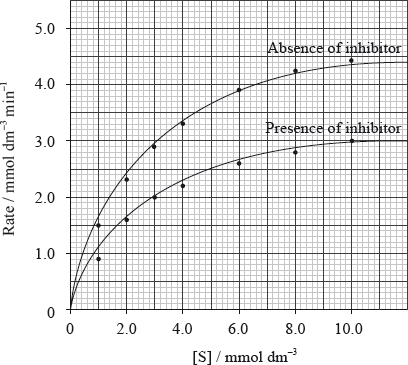 5.0
Absence of inhibitor
4.0
Presence of inhibitor
3.0
2.0
1.0
0
Rate / mmol dm⁻³ min⁻¹
0 2.0 4.0 6.0 8.0 10.0
[S] / mmol dm⁻³